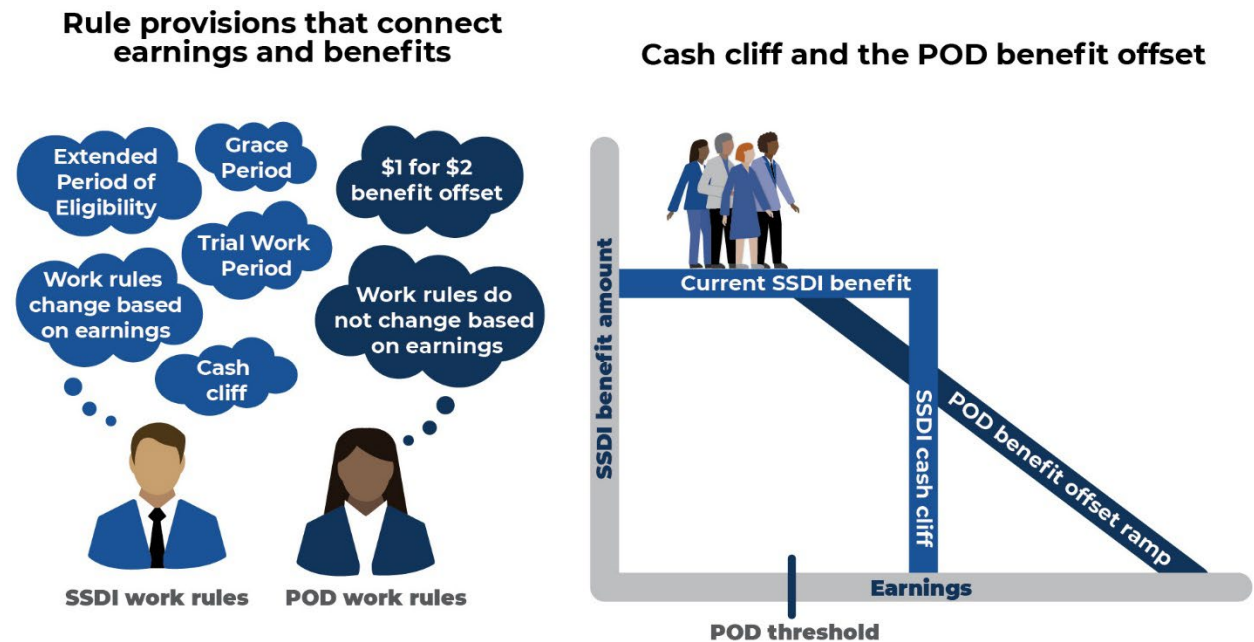 Rule provisions that connect
earnings and benefits
Extended
Period of
Eligibility
Grace
Period
$1 for $2
benefit offset
Trial Work
Period
Work rules
change based
on earnings
Work rules do
not change based
on earnings
Cash
cliff
SSDI work rules
POD work rules
Cash cliff and the POD benefit offset
SSDI benefit amount
Current SSDI benefit
SSDI cash cliff
POD benefit offset ramp
Earnings
POD threshold